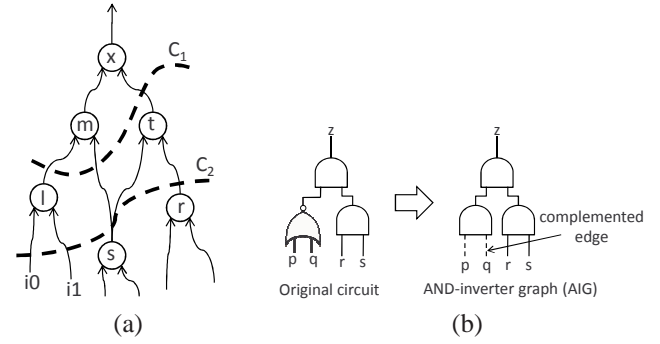 x
C1
m
t
C2
l
r
s
i0
i1
(a)
z
p q r s
Original circuit
z
p q r s
complemented
edge
AND-inverter graph (AIG)
(b)